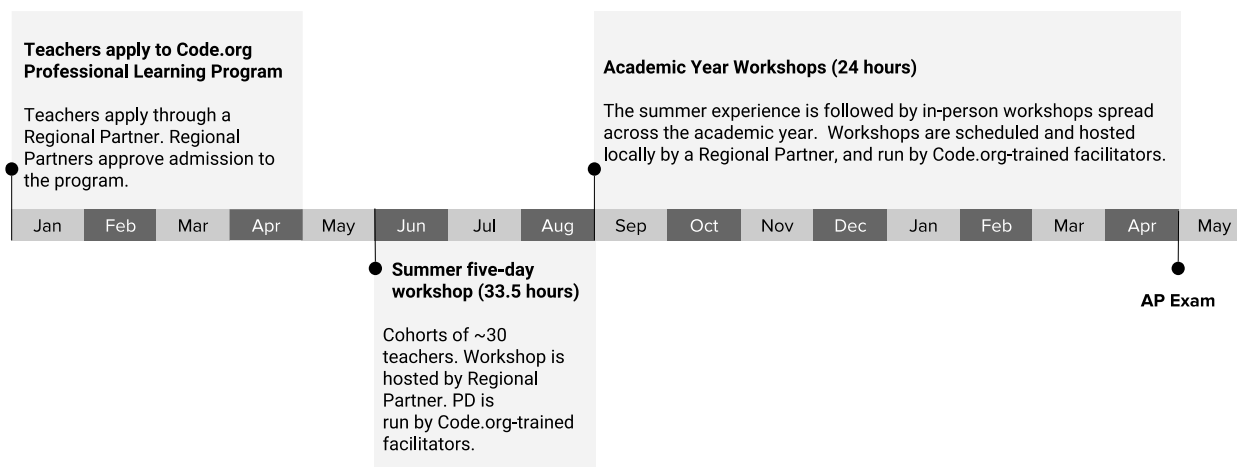 Teachers apply to Code.org
Professional Learning Program
Teachers apply through a
Regional Partner. Regional
Partners approve admission to
the program.
Academic Year Workshops (24 hours)
The summer experience is followed by in-person workshops spread
across the academic year.  Workshops are scheduled and hosted
locally by a Regional Partner, and run by Code.org-trained facilitators.
Jan Feb Mar Apr May Jun Jul Aug Sep Oct Nov Dec Jan Feb Mar Apr May
Summer five-day
workshop (33.5 hours)
Cohorts of ~30
teachers. Workshop is
hosted by Regional
Partner. PD is
run by Code.org-trained
facilitators.
AP Exam